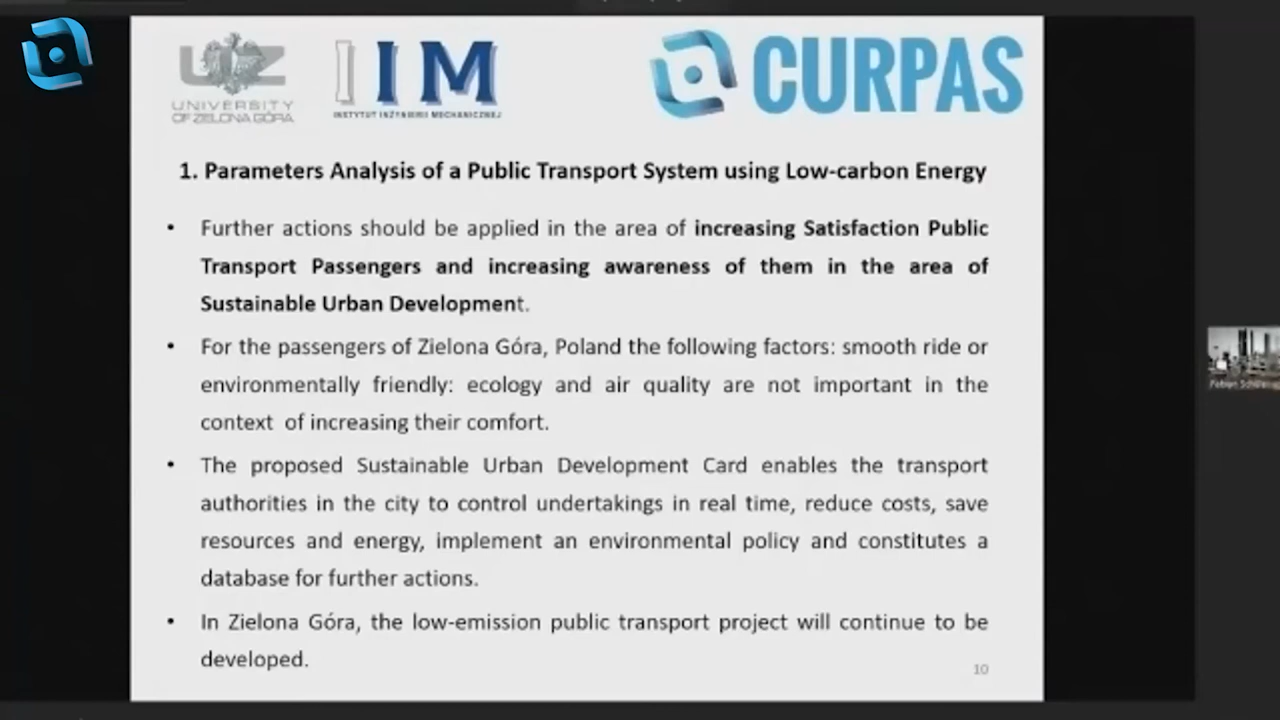 UZ
UNIVERSITY
OF ZIELONA GÓRA
IIM
INSTYTUT INŻYNIERII MECHANICZNEJ
CURPAS
1. Parameters Analysis of a Public Transport System using Low-carbon Energy
• Further actions should be applied in the area of increasing Satisfaction Public
Transport Passengers and increasing awareness of them in the area of
Sustainable Urban Development.
• For the passengers of Zielona Góra, Poland the following factors: smooth ride or
environmentally friendly: ecology and air quality are not important in the
context of increasing their comfort.
• The proposed Sustainable Urban Development Card enables the transport
authorities in the city to control undertakings in real time, reduce costs, save
resources and energy, implement an environmental policy and constitutes a
database for further actions.
• In Zielona Góra, the low-emission public transport project will continue to be
developed.
10
Fabian